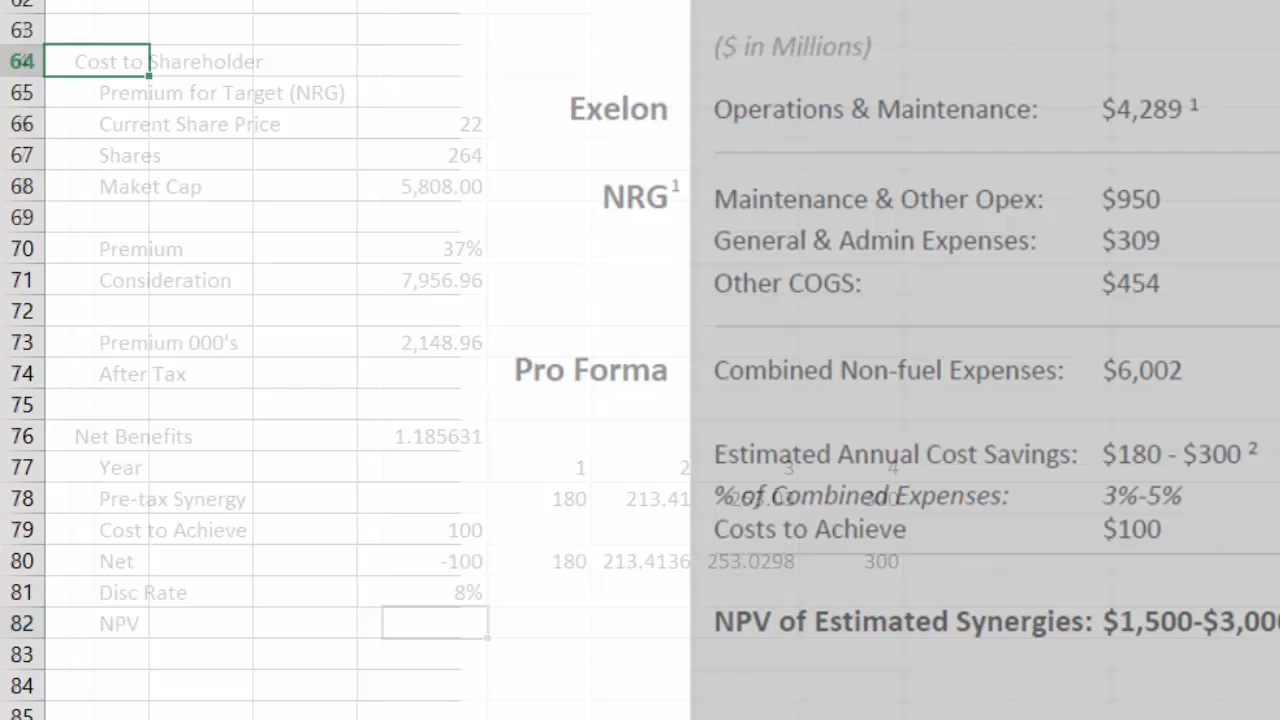 62
63
64 Cost to Shareholder
65 Premium for Target (NRG)
66 Current Share Price 22
67 Shares 264
68 Maket Cap 5,808.00
69
70 Premium 37%
71 Consideration 7,956.96
72
73 Premium 000's 2,148.96
74 After Tax
75
76 Net Benefits 1.185631
77 Year 1 2 3 4
78 Pre-tax Synergy 180 213.41 253.03 300
79 Cost to Achieve 100
80 Net -100 180 213.4136 253.0298 300
81 Disc Rate 8%
82 NPV
83
84
85
($ in Millions)
Exelon Operations & Maintenance: $4,289 ¹
NRG¹ Maintenance & Other Opex: $950
General & Admin Expenses: $309
Other COGS: $454
Pro Forma Combined Non-fuel Expenses: $6,002
Estimated Annual Cost Savings: $180 - $300 ²
% of Combined Expenses: 3%-5%
Costs to Achieve $100
NPV of Estimated Synergies: $1,500-$3,000